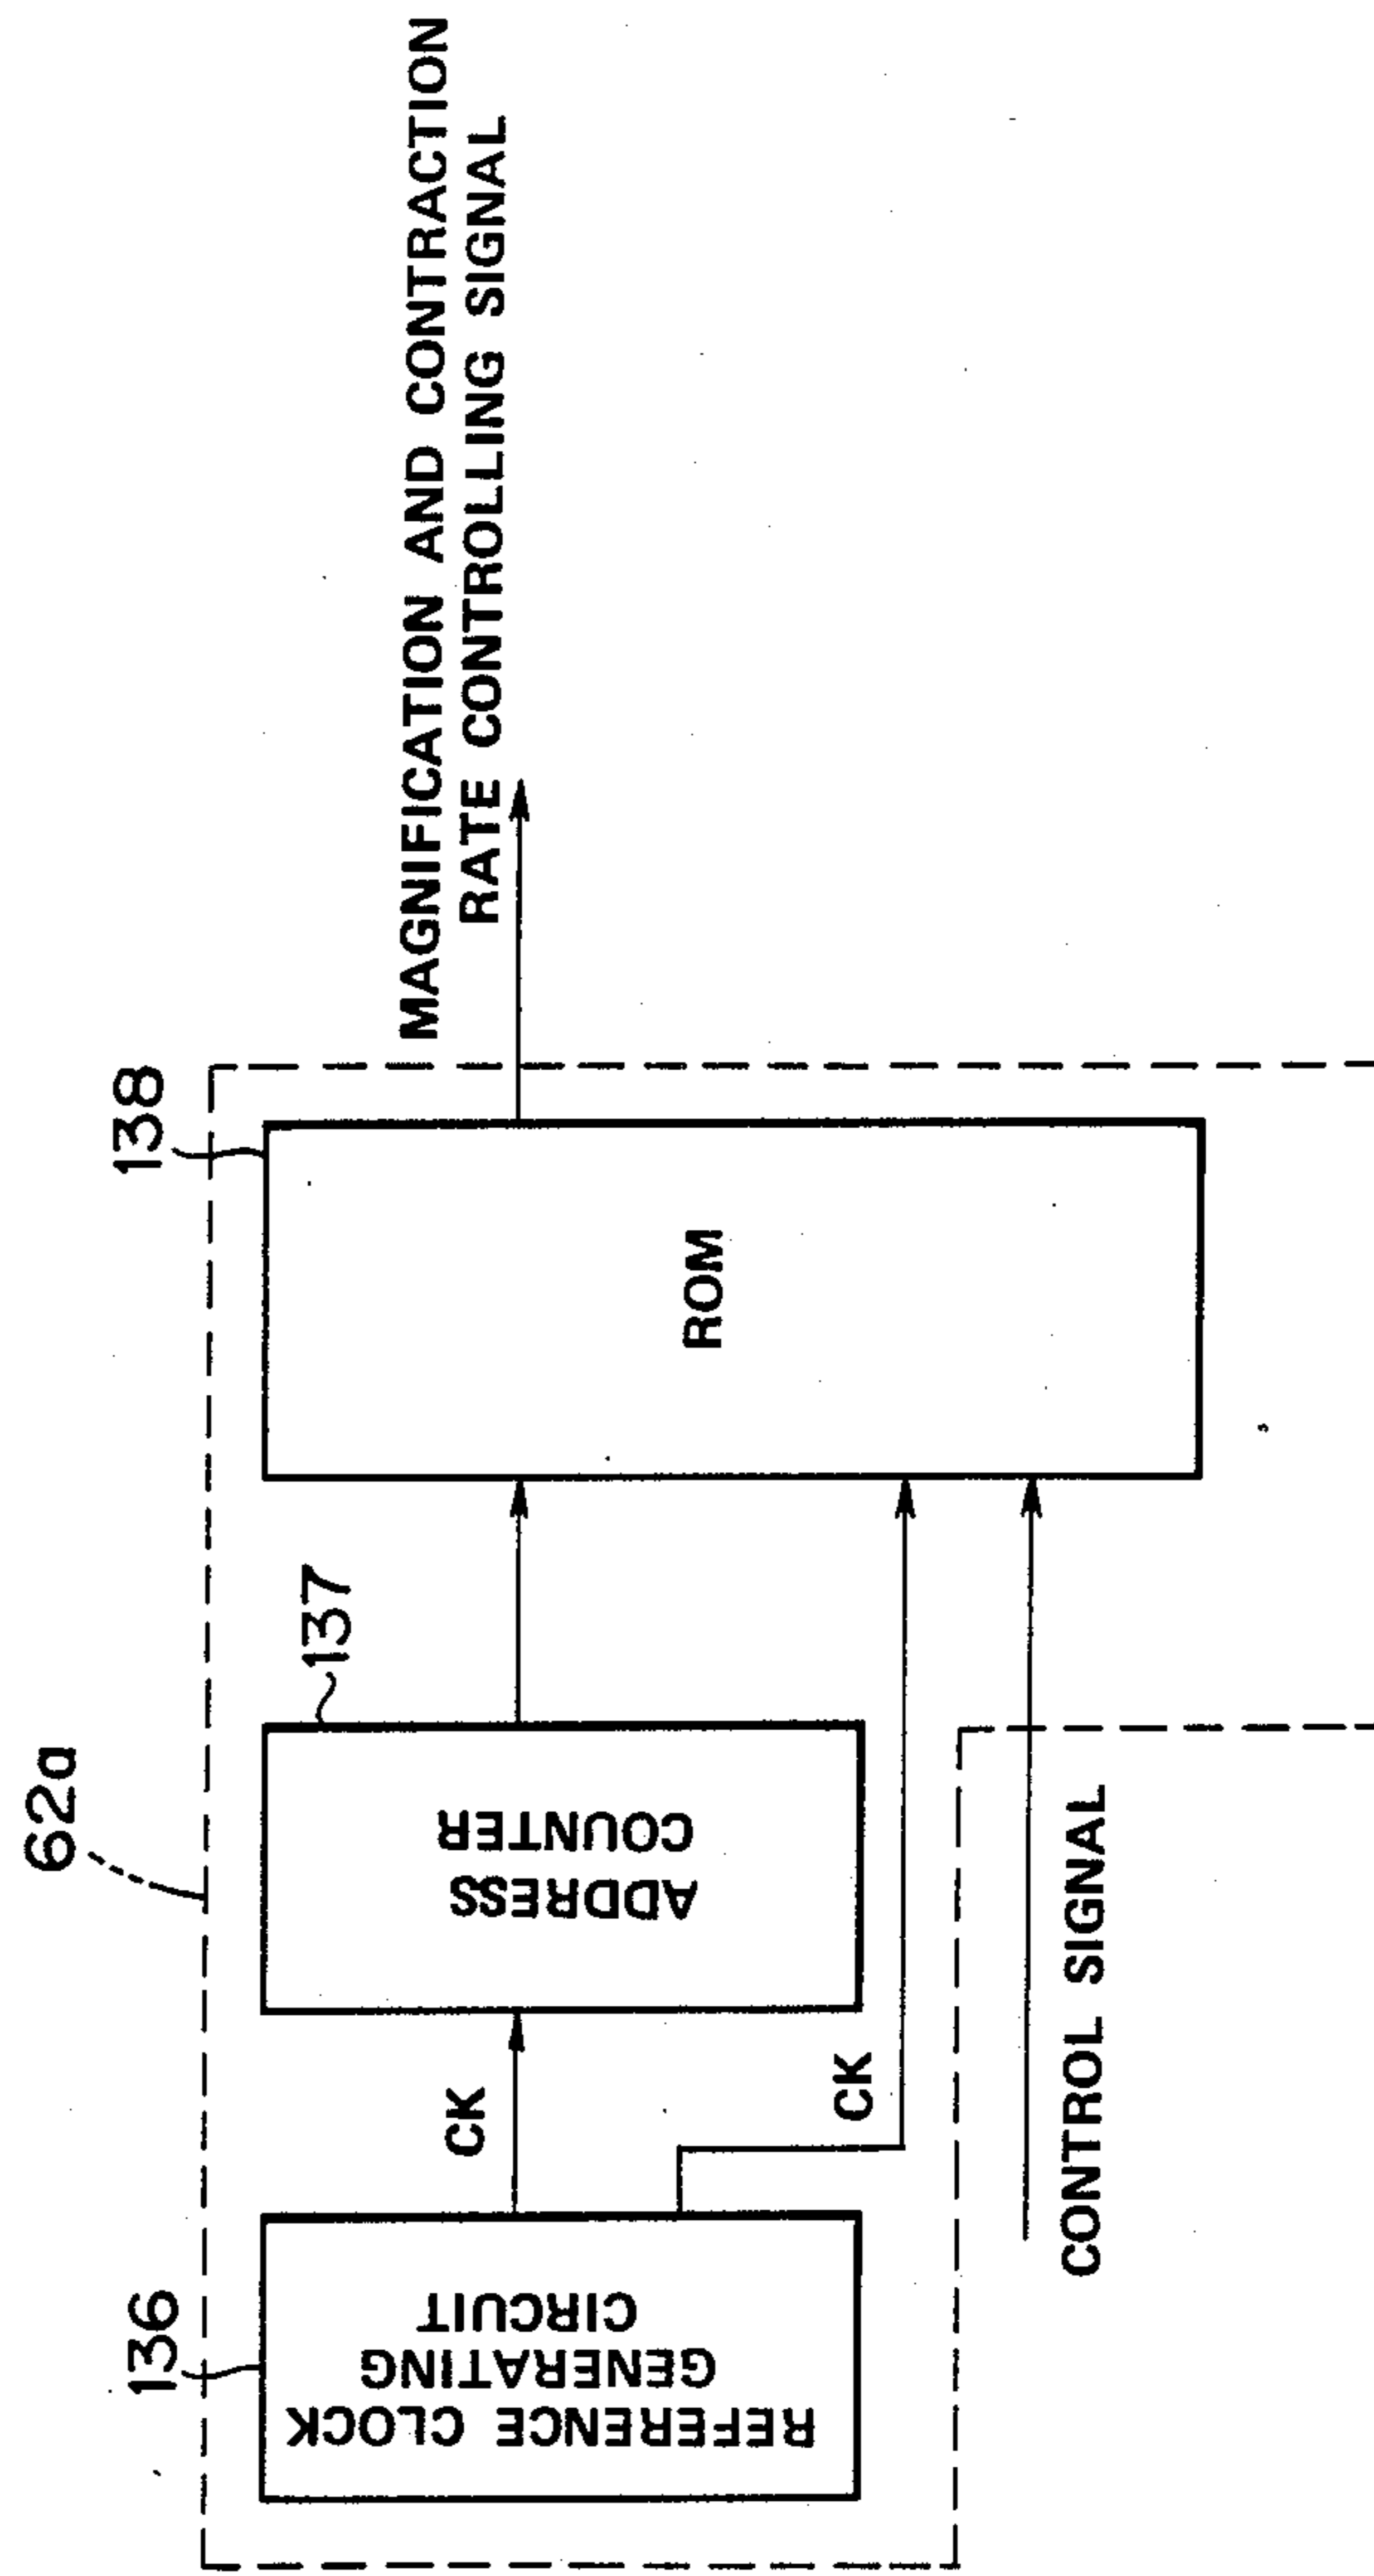 62a
136
REFERENCE CLOCK
GENERATING
CIRCUIT
CK
CK
137
ADDRESS
COUNTER
138
ROM
CONTROL SIGNAL
MAGNIFICATION AND CONTRACTION
RATE CONTROLLING SIGNAL